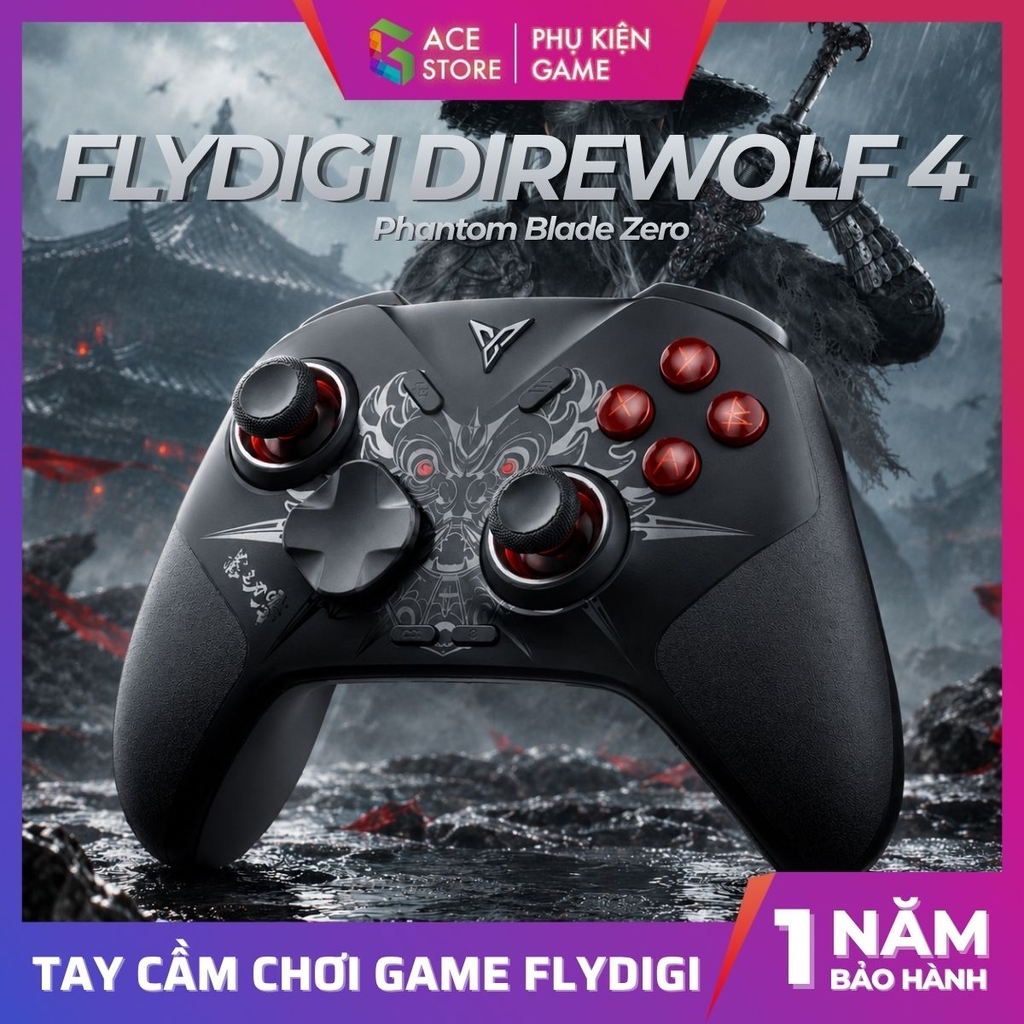 ACE
STORE
PHỤ KIỆN
GAME
FLYDIGI DIREWOLF 4
Phantom Blade Zero
Y
X
A
TAY CẦM CHƠI GAME FLYDIGI
1 NĂM
BẢO HÀNH